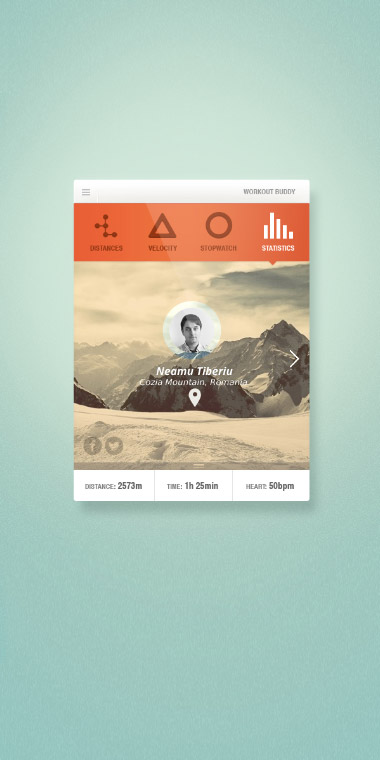 WORKOUT BUDDY
DISTANCES VELOCITY STOPWATCH STATISTICS
Neamu Tiberiu
Cozia Mountain, Romania
DISTANCE: 2573m TIME: 1h 25min HEART: 50bpm